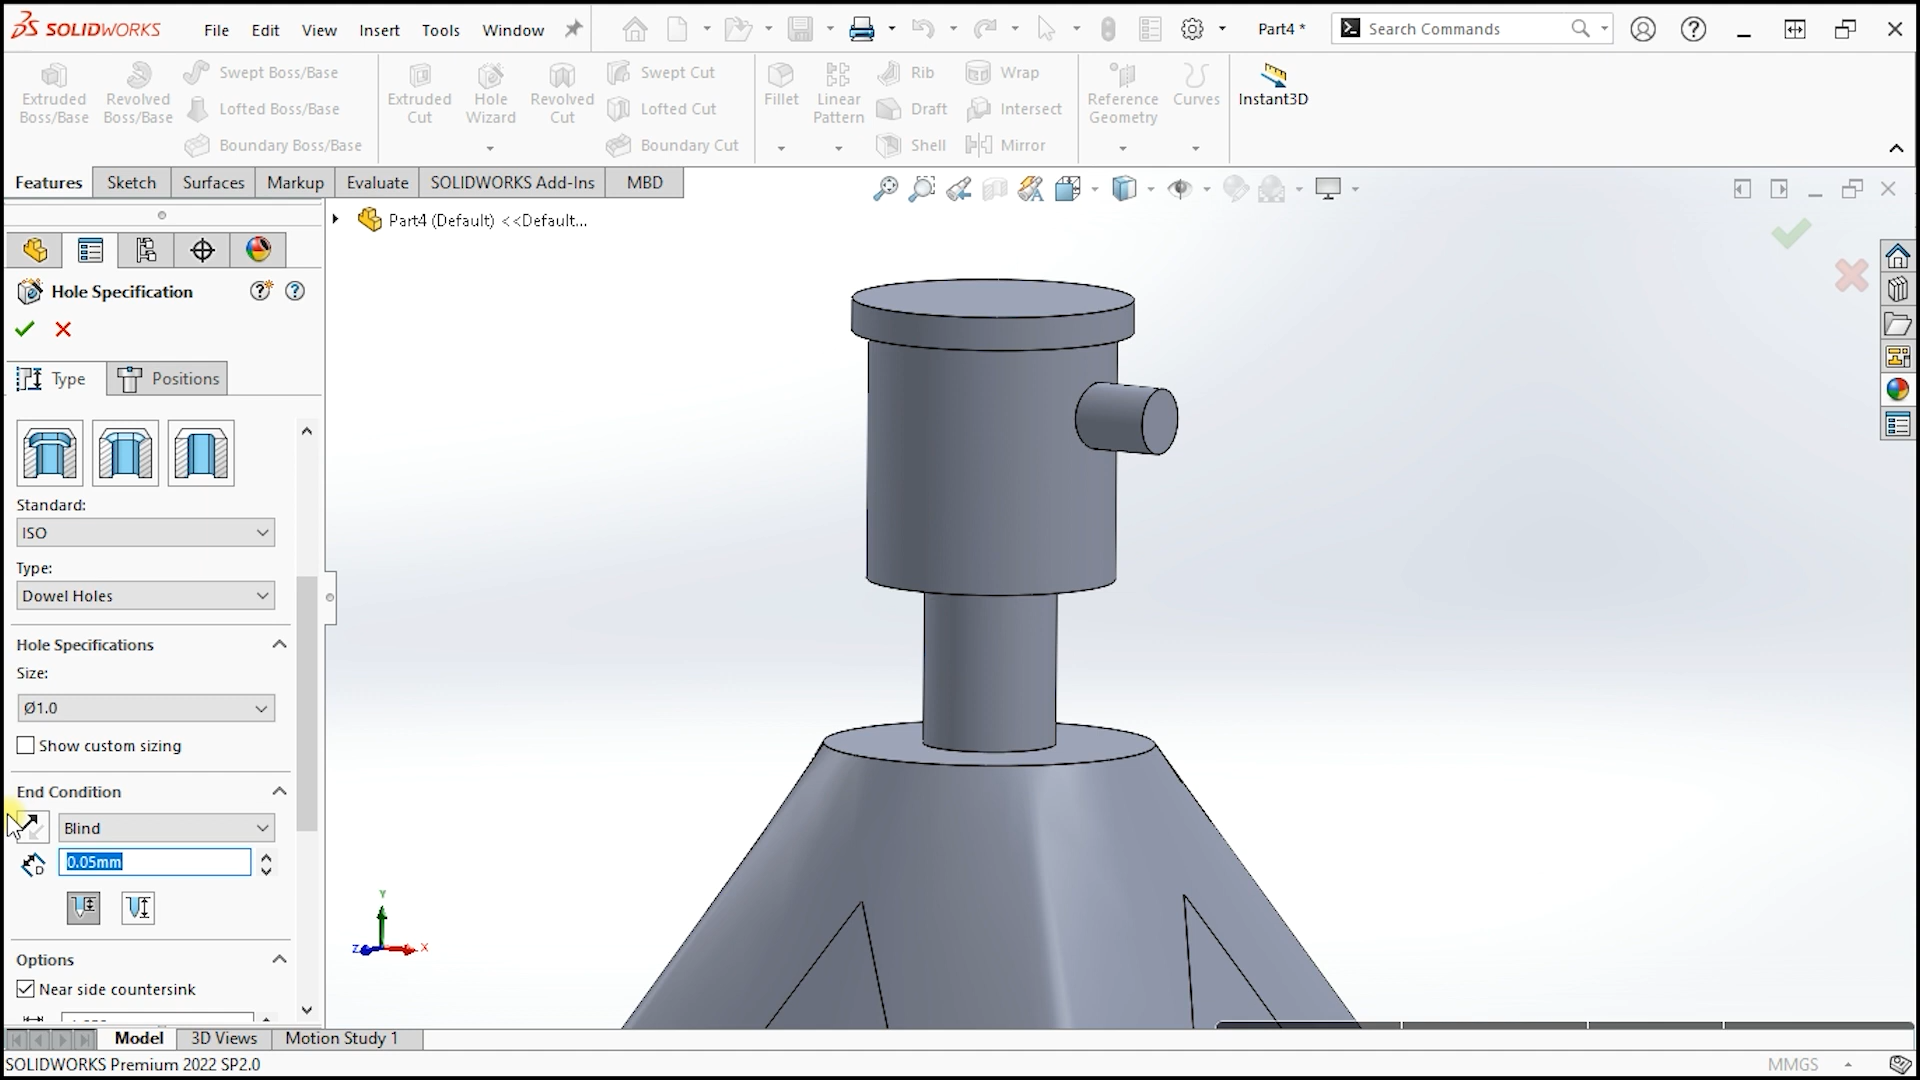 SOLIDWORKS File Edit View Insert Tools Window Part4 * Search Commands
Extruded Boss/Base
Revolved Boss/Base
Swept Boss/Base
Lofted Boss/Base
Boundary Boss/Base
Extruded Cut
Hole Wizard
Revolved Cut
Swept Cut
Lofted Cut
Boundary Cut
Fillet
Linear Pattern
Rib
Draft
Shell
Wrap
Intersect
Mirror
Reference Geometry
Curves
Instant3D
Features Sketch Surfaces Markup Evaluate SOLIDWORKS Add-Ins MBD
Part4 (Default) <<Default...
Hole Specification
Type Positions
Standard:
ISO
Type:
Dowel Holes
Hole Specifications
Size:
Ø1.0
Show custom sizing
End Condition
Blind
0.05mm
Options
Near side countersink
Y
Z X
Model 3D Views Motion Study 1
SOLIDWORKS Premium 2022 SP2.0 MMGS